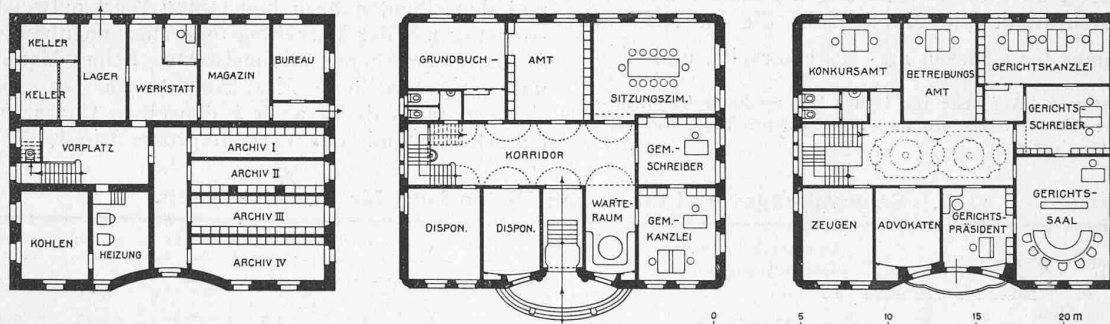 KELLER
KELLER
LAGER
WERKSTATT
MAGAZIN
BUREAU
VORPLATZ
ARCHIV I
ARCHIV II
ARCHIV III
ARCHIV IV
KOHLEN
HEIZUNG
GRUNDBUCH
AMT
SITZUNGSZIM.
KORRIDOR
GEM.-
SCHREIBER
DISPON.
DISPON.
WARTE-
RAUM
GEM.-
KANZLEI
KONKURSAMT
BETREIBUNGS
AMT
GERICHTSKANZLEI
GERICHTS-
SCHREIBER
ZEUGEN
ADVOKATEN
GERICHTS-
PRÄSIDENT
GERICHTS-
SAAL
0 5 10 15 20 m